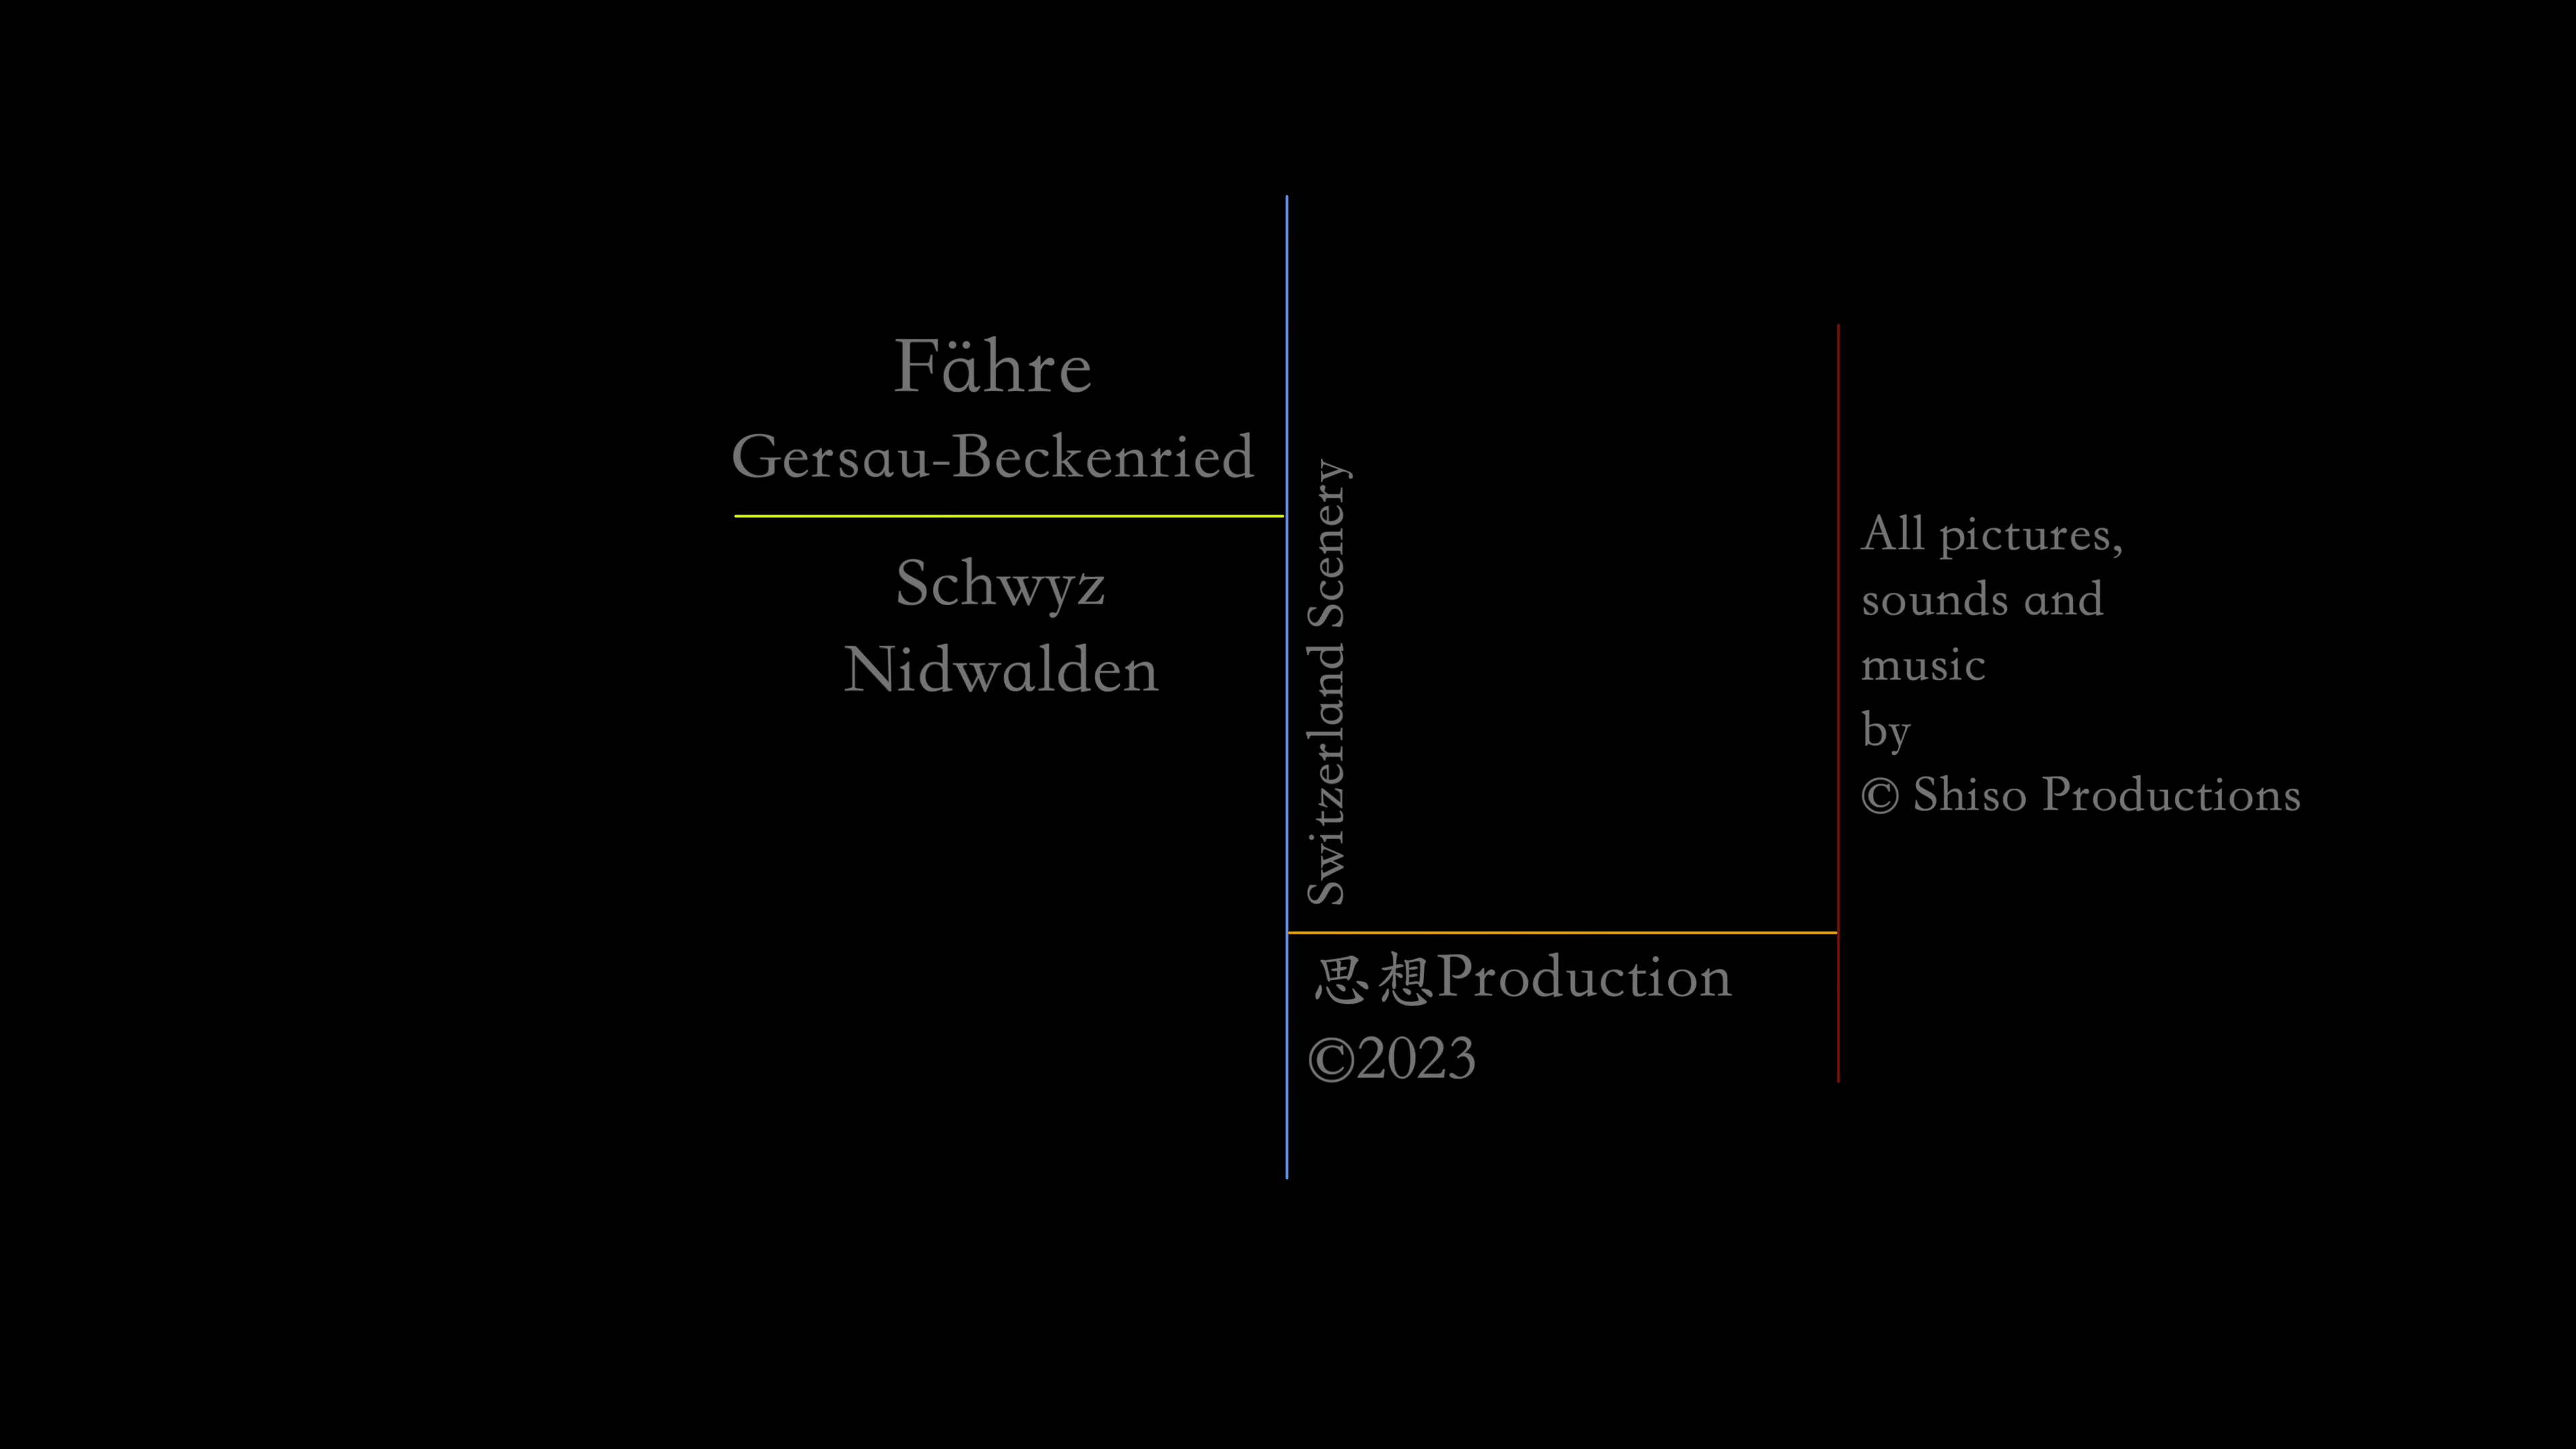 Fähre
Gersau-Beckenried
Schwyz
Nidwalden
Switzerland Scenery
思想Production
©2023
All pictures,
sounds and
music
by
© Shiso Productions